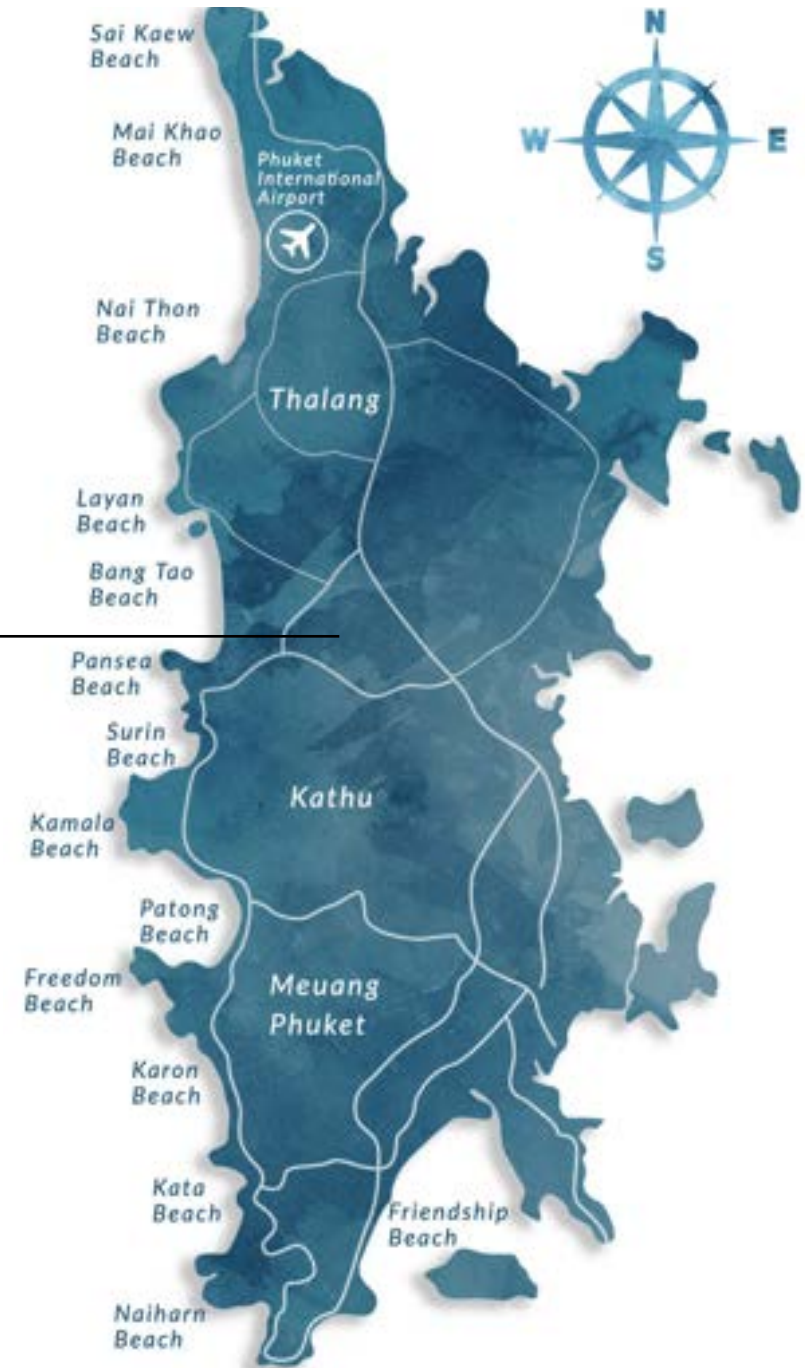 N
Sai Kaew
Beach
Mai Khao
Beach
Phuket
International
Airport
W
E
S
Nai Thon
Beach
Thalang
Layan
Beach
Bang Tao
Beach
Pansea
Beach
Surin
Beach
Kathu
Kamala
Beach
Patong
Beach
Freedom
Beach
Meuang
Phuket
Karon
Beach
Kata
Beach
Friendship
Beach
Naiharn
Beach